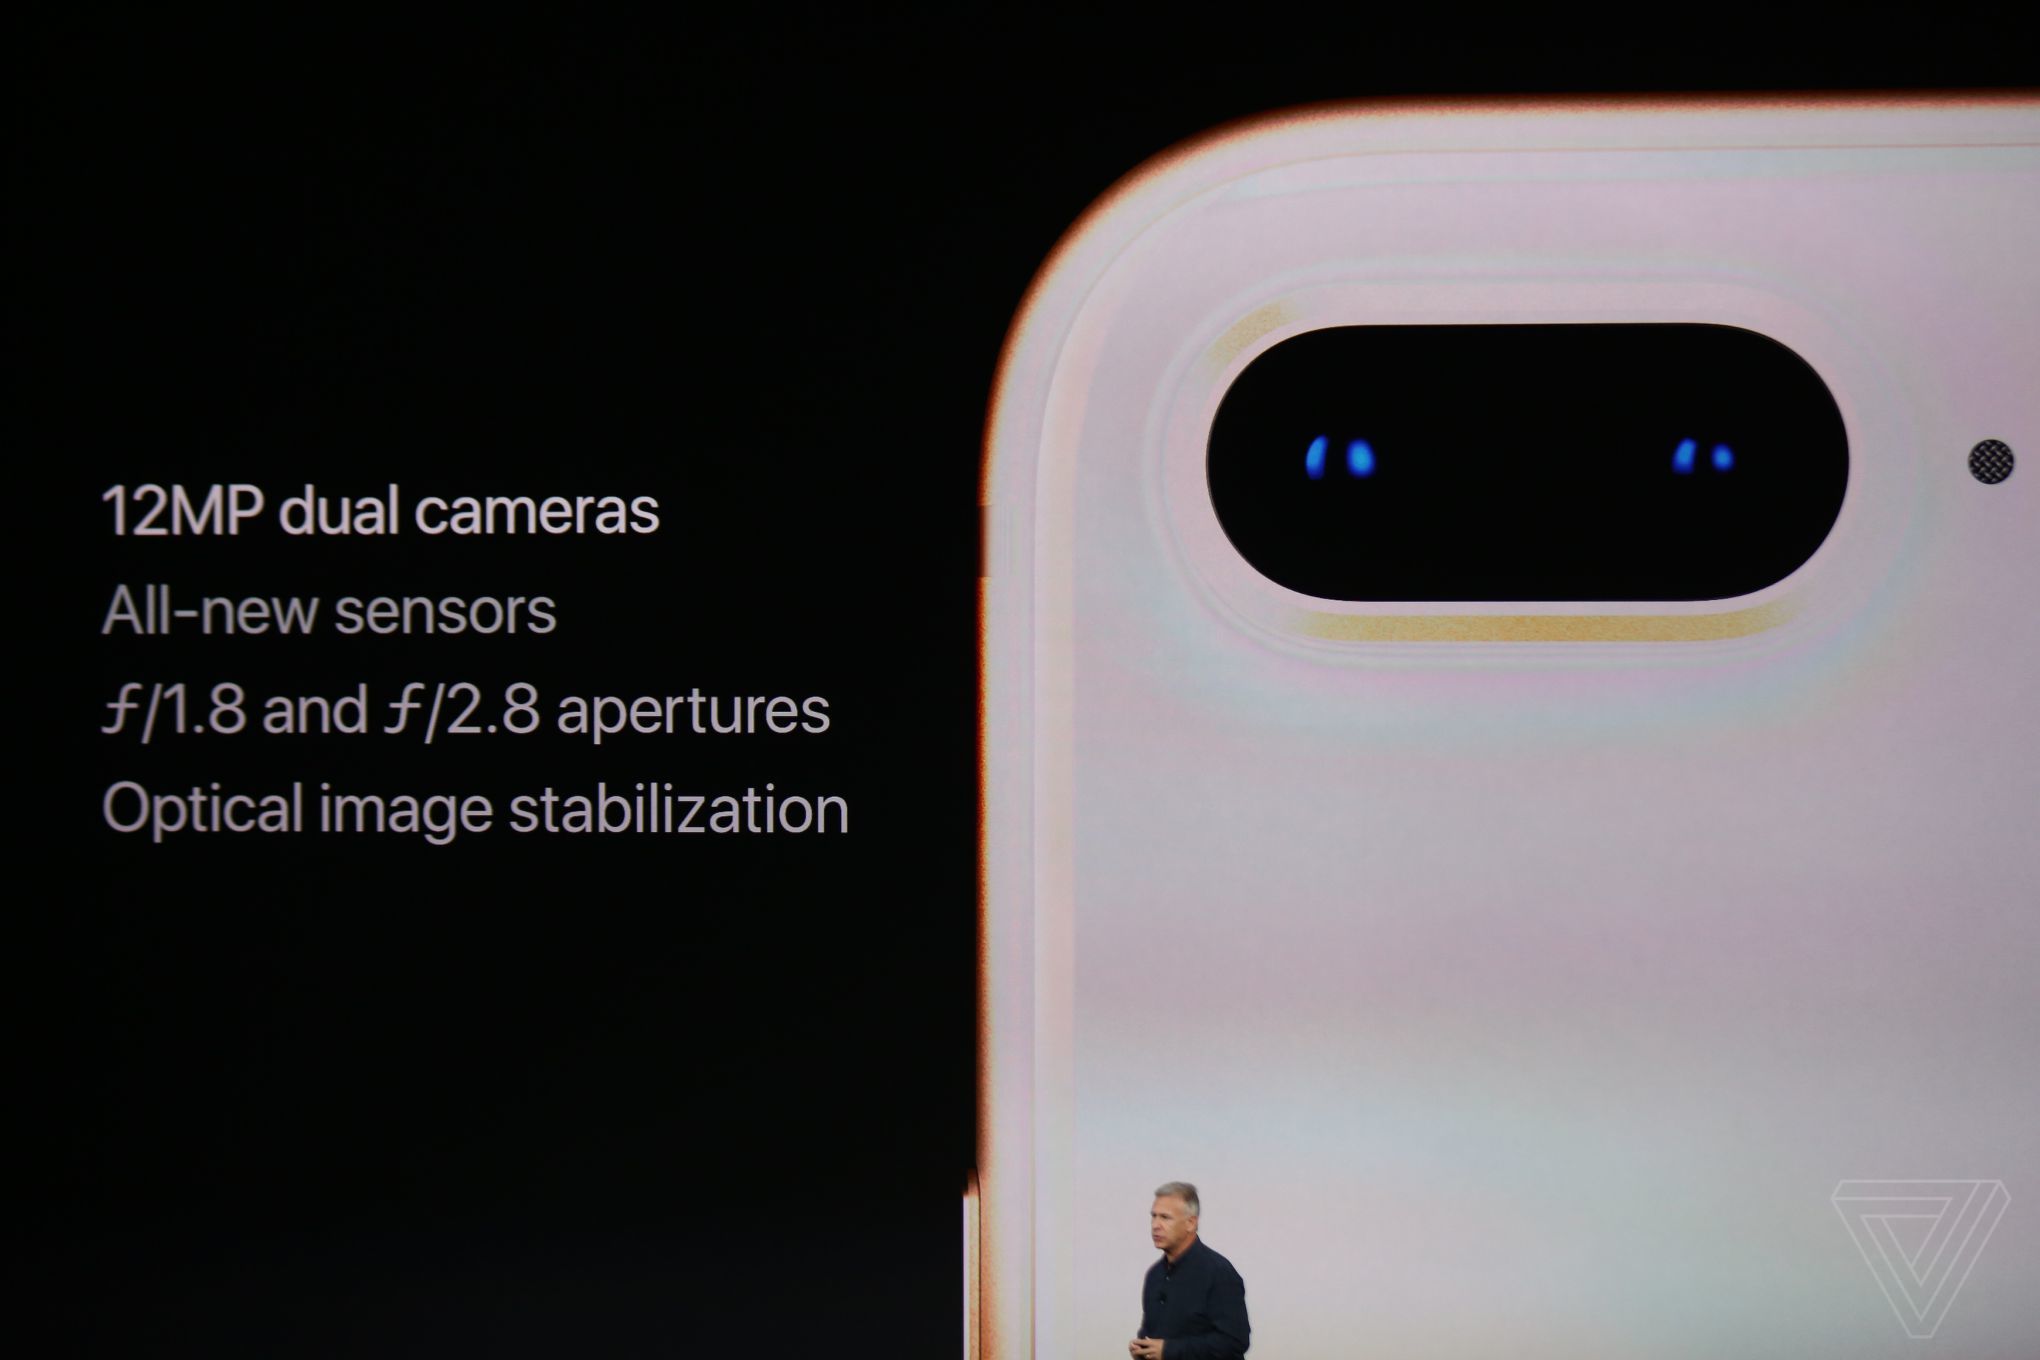 12MP dual cameras
All-new sensors
ƒ/1.8 and ƒ/2.8 apertures
Optical image stabilization